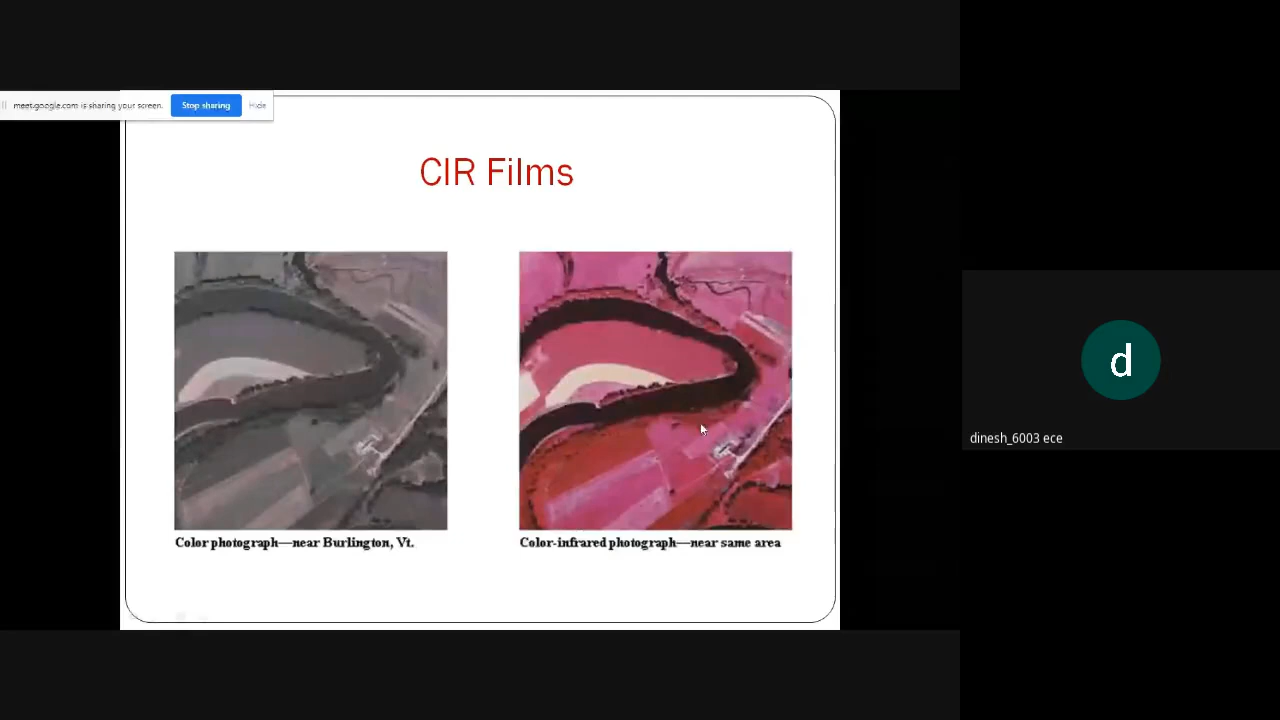 meet.google.com is sharing your screen.
Stop sharing
Hide
CIR Films
Color photograph—near Burlington, Vt.
Color-infrared photograph—near same area
d
dinesh_6003 ece